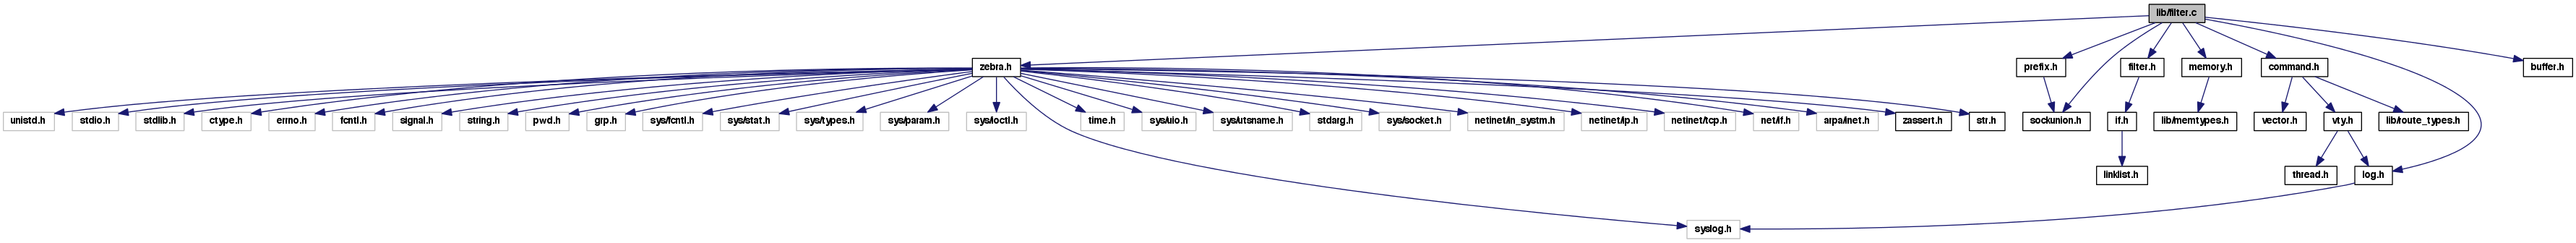 lib/filter.c
zebra.h
prefix.h
filter.h
memory.h
command.h
buffer.h
unistd.h
stdio.h
stdlib.h
ctype.h
errno.h
fcntl.h
signal.h
string.h
pwd.h
grp.h
sys/fcntl.h
sys/stat.h
sys/types.h
sys/param.h
sys/ioctl.h
time.h
sys/uio.h
sys/utsname.h
stdarg.h
sys/socket.h
netinet/in_systm.h
netinet/ip.h
netinet/tcp.h
net/if.h
arpa/inet.h
zassert.h
str.h
sockunion.h
if.h
lib/memtypes.h
vector.h
vty.h
lib/route_types.h
linklist.h
thread.h
log.h
syslog.h